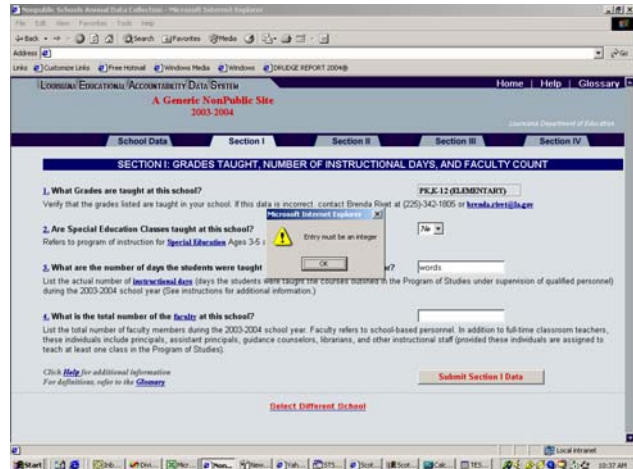 Nonpublic Schools Annual Data Collection - Microsoft Internet Explorer
File Edit View Favorites Tools Help
Back Search Favorites Media
Address Go
Links Customize Links Free Hotmail Windows Media Windows DRUDGE REPORT 2004®
LOUISIANA EDUCATIONAL ACCOUNTABILITY DATA SYSTEM
Home | Help | Glossary
A Generic NonPublic Site
2003-2004
Louisiana Department of Education
School Data Section I Section II Section III Section IV
SECTION I: GRADES TAUGHT, NUMBER OF INSTRUCTIONAL DAYS, AND FACULTY COUNT
1. What Grades are taught at this school? PK,K-12 (ELEMENTARY)
Verify that the grades listed are taught in your school. If this data is incorrect, contact Brenda Rivet at (225)-342-1805 or brenda.rivet@la.gov
Microsoft Internet Explorer
Entry must be an integer
OK
2. Are Special Education Classes taught at this school? No
Refers to program of instruction for Special Education Ages 3-5
3. What are the number of days the students were taught
words
List the actual number of instructional days (days the students were taught the courses outlined in the Program of Studies under supervision of qualified personnel)
during the 2003-2004 school year (See instructions for additional information.)
4. What is the total number of the faculty at this school?
List the total number of faculty members during the 2003-2004 school year. Faculty refers to school-based personnel. In addition to full-time classroom teachers,
these individuals include principals, assistant principals, guidance counselors, librarians, and other instructional staff (provided these individuals are assigned to
teach at least one class in the Program of Studies).
Click Help for additional information
For definitions, refer to the Glossary
Submit Section I Data
Select Different School
Local intranet
Start 10:37 AM